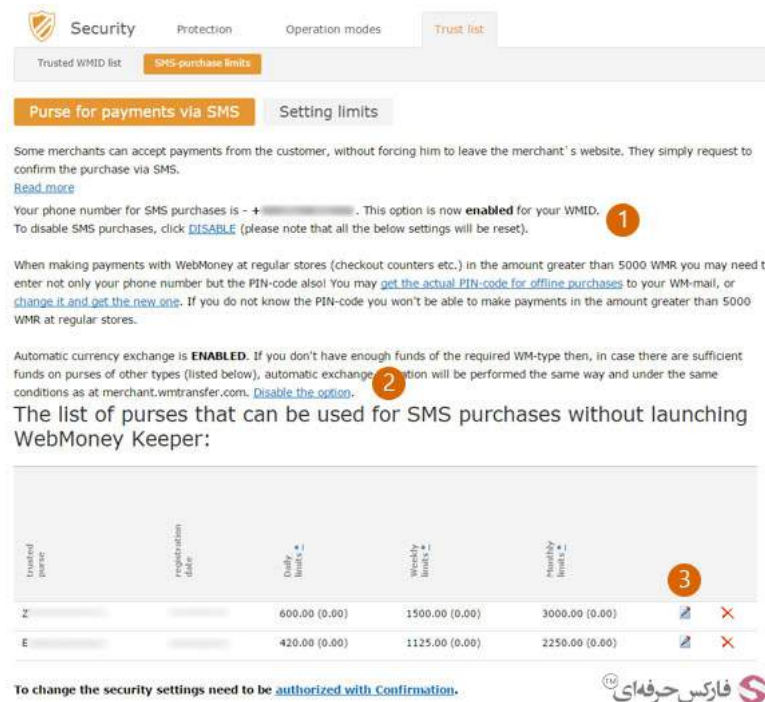 Security Protection Operation modes Trust list
Trusted WMID list SMS-purchase limits
Purse for payments via SMS Setting limits
Some merchants can accept payments from the customer, without forcing him to leave the merchant`s website. They simply request to
confirm the purchase via SMS.
Read more
Your phone number for SMS purchases is - + . This option is now enabled for your WMID. 1
To disable SMS purchases, click DISABLE (please note that all the below settings will be reset).
When making payments with WebMoney at regular stores (checkout counters etc.) in the amount greater than 5000 WMR you may need t
enter not only your phone number but the PIN-code also! You may get the actual PIN-code for offline purchases to your WM-mail, or
change it and get the new one. If you do not know the PIN-code you won't be able to make payments in the amount greater than 5000
WMR at regular stores.
Automatic currency exchange is ENABLED. If you don't have enough funds of the required WM-type then, in case there are sufficient
funds on purses of other types (listed below), automatic exchange ation will be performed the same way and under the same
conditions as at merchant.wmtransfer.com. Disable the option. 2
The list of purses that can be used for SMS purchases without launching
WebMoney Keeper:
trusted purse registration date Daily limits * Weekly limits * Monthly limits * 3
Z 600.00 (0.00) 1500.00 (0.00) 3000.00 (0.00)
E 420.00 (0.00) 1125.00 (0.00) 2250.00 (0.00)
To change the security settings need to be authorized with Confirmation.
فارکس حرفه‌ای™